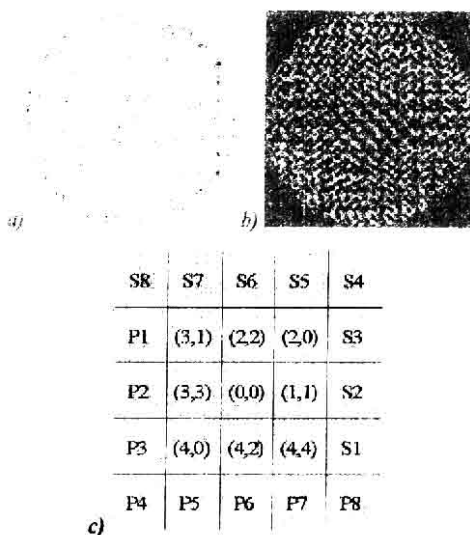 a)
b)
S8 S7 S6 S5 S4
P1 (3,1) (2,2) (2,0) S3
P2 (3,3) (0,0) (1,1) S2
P3 (4,0) (4,2) (4,4) S1
P4 P5 P6 P7 P8
c)